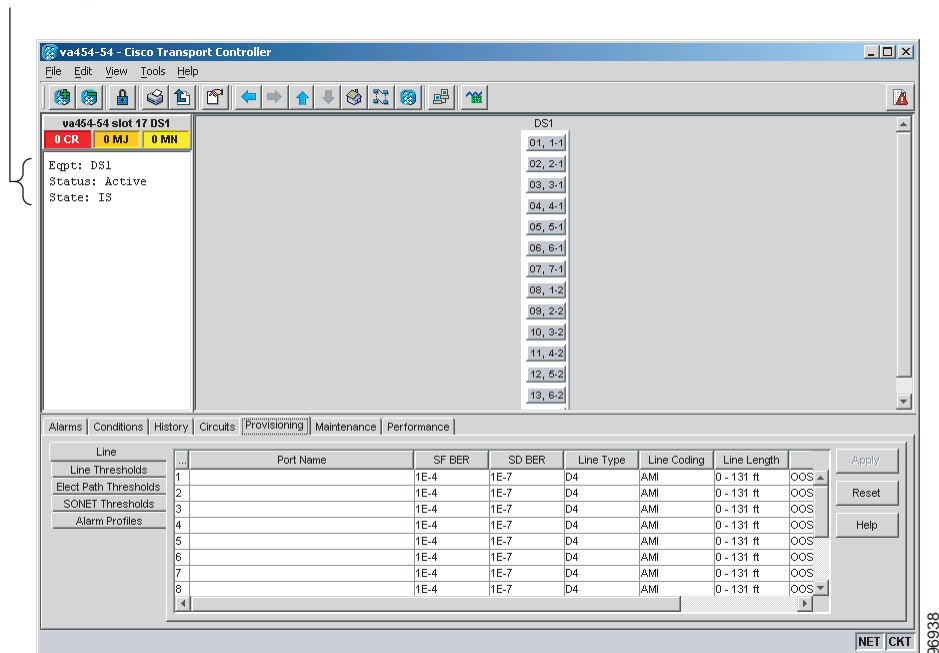 va454-54 - Cisco Transport Controller
File Edit View Tools Help
va454-54 slot 17 DS1
0 CR 0 MJ 0 MN
Eqpt: DS1
Status: Active
State: IS
DS1
01, 1-1
02, 2-1
03, 3-1
04, 4-1
05, 5-1
06, 6-1
07, 7-1
08, 1-2
09, 2-2
10, 3-2
11, 4-2
12, 5-2
13, 6-2
Alarms Conditions History Circuits Provisioning Maintenance Performance
Line
Line Thresholds
Elect Path Thresholds
SONET Thresholds
Alarm Profiles
... Port Name SF BER SD BER Line Type Line Coding Line Length
1 1E-4 1E-7 D4 AMI 0 - 131 ft OOS
2 1E-4 1E-7 D4 AMI 0 - 131 ft OOS
3 1E-4 1E-7 D4 AMI 0 - 131 ft OOS
4 1E-4 1E-7 D4 AMI 0 - 131 ft OOS
5 1E-4 1E-7 D4 AMI 0 - 131 ft OOS
6 1E-4 1E-7 D4 AMI 0 - 131 ft OOS
7 1E-4 1E-7 D4 AMI 0 - 131 ft OOS
8 1E-4 1E-7 D4 AMI 0 - 131 ft OOS
Apply
Reset
Help
NET CKT
96938